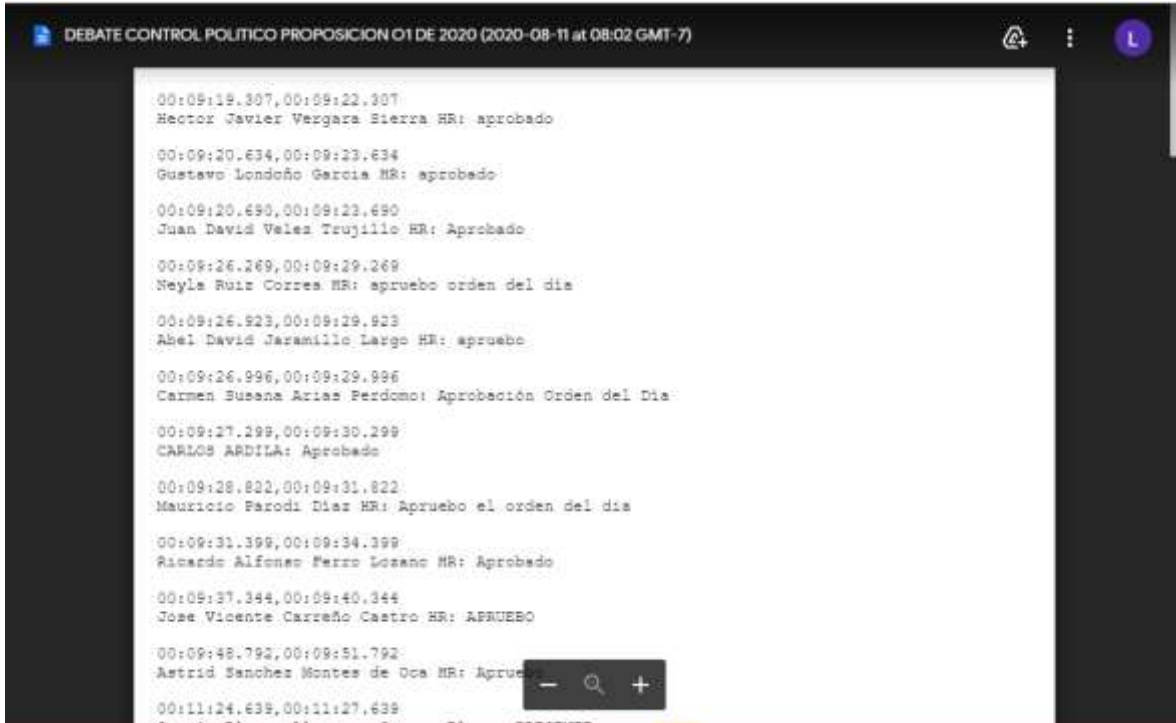 DEBATE CONTROL POLITICO PROPOSICION O1 DE 2020 (2020-08-11 at 08:02 GMT-7)
L
00:09:19.307,00:09:22.307
Hector Javier Vergara Sierra HR: aprobado
00:09:20.634,00:09:23.634
Gustavo Londoño Garcia HR: aprobado
00:09:20.690,00:09:23.690
Juan David Velez Trujillo HR: Aprobado
00:09:26.269,00:09:29.269
Neyla Ruiz Correa HR: apruebo orden del día
00:09:26.923,00:09:29.923
Abel David Jaramillo Largo HR: apruebo
00:09:26.996,00:09:29.996
Carmen Susana Arias Perdomo: Aprobación Orden del Día
00:09:27.299,00:09:30.299
CARLOS ARDILA: Aprobado
00:09:28.822,00:09:31.822
Mauricio Parodi Diaz HR: Apruebo el orden del dia
00:09:31.399,00:09:34.399
Ricardo Alfonso Ferro Lozano HR: Aprobado
00:09:37.344,00:09:40.344
Jose Vicente Carreño Castro HR: APRUEBO
00:09:48.792,00:09:51.792
Astrid Sanchez Montes de Oca HR: Apruebo
00:11:24.639,00:11:27.639